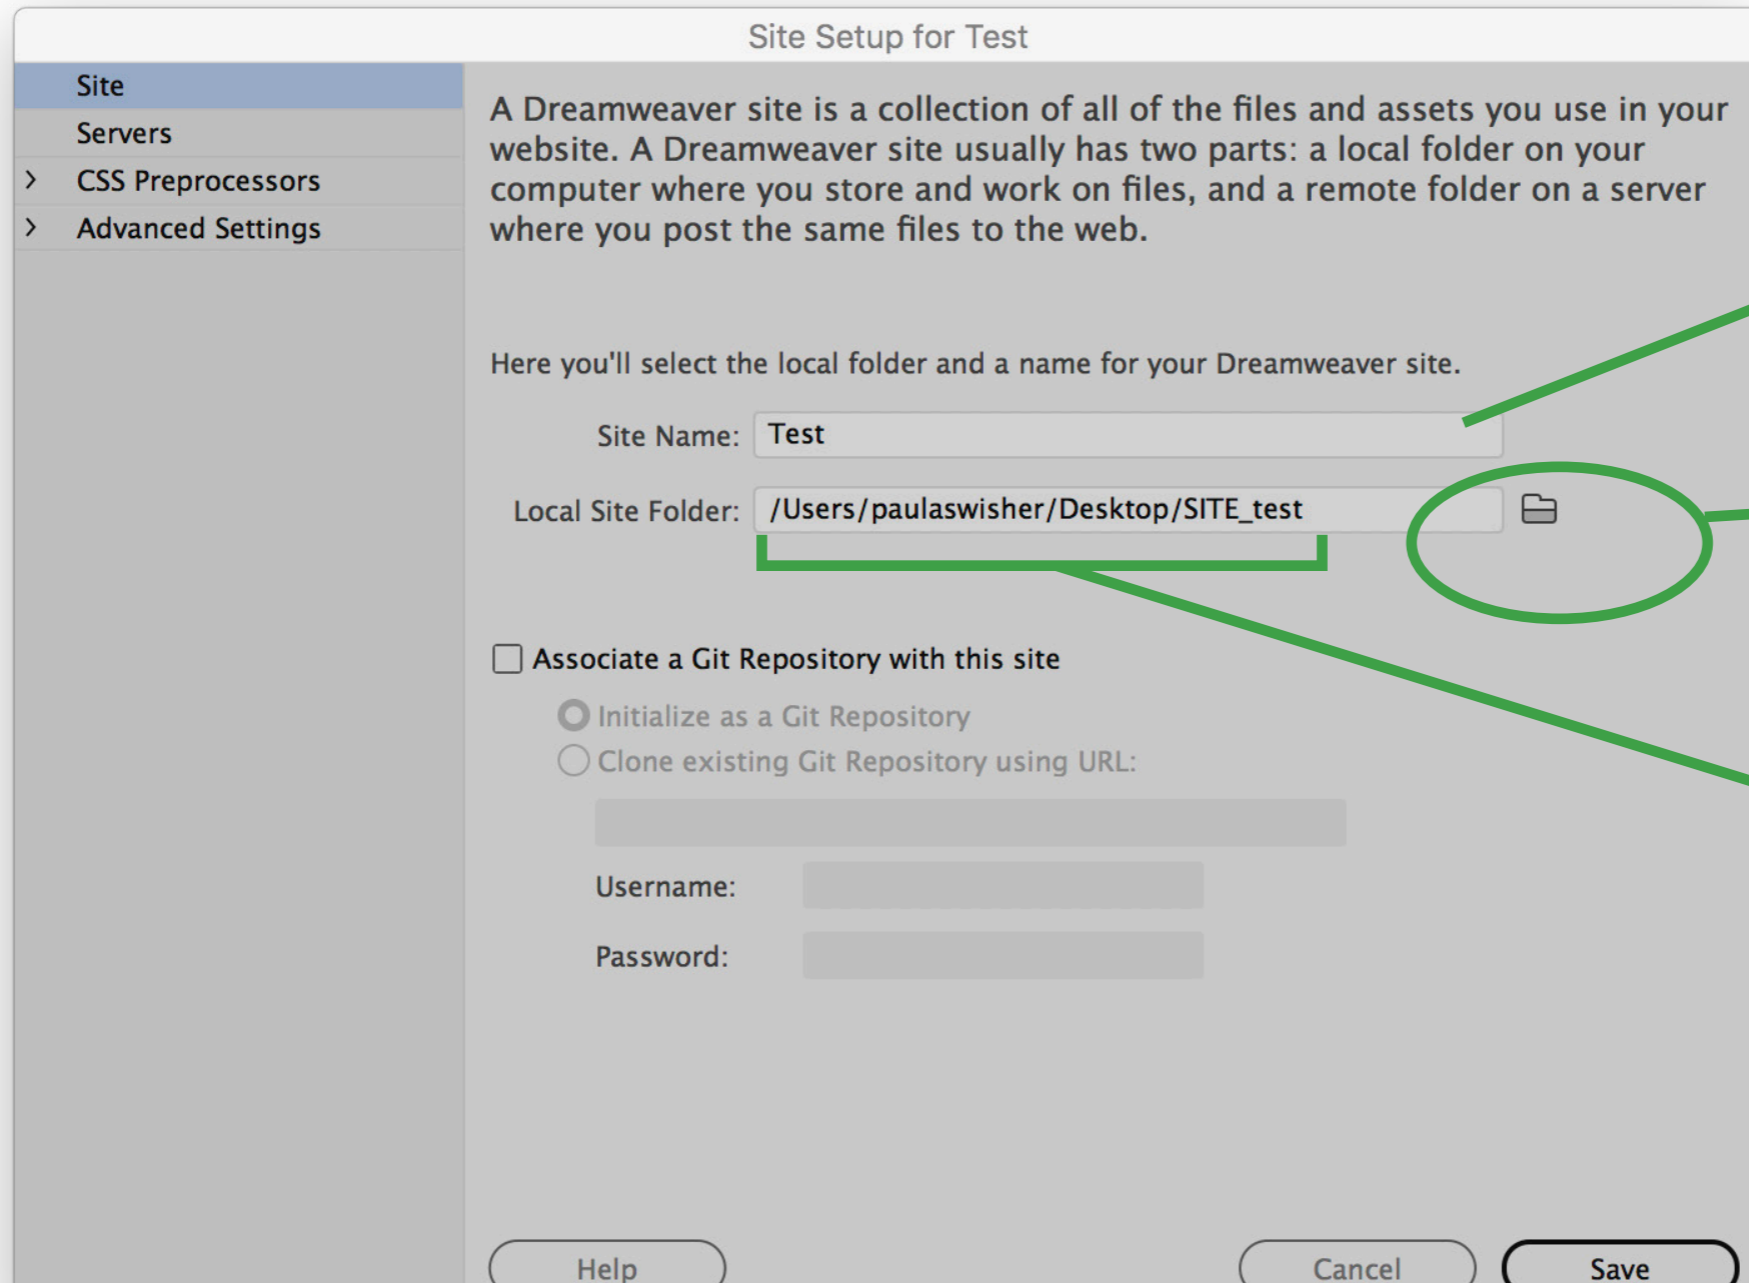 Site Setup for Test
Site
Servers
CSS Preprocessors
Advanced Settings
A Dreamweaver site is a collection of all of the files and assets you use in your
website. A Dreamweaver site usually has two parts: a local folder on your
computer where you store and work on files, and a remote folder on a server
where you post the same files to the web.
Here you'll select the local folder and a name for your Dreamweaver site.
Site Name: Test
Local Site Folder: /Users/paulaswisher/Desktop/SITE_test
Associate a Git Repository with this site
Initialize as a Git Repository
Clone existing Git Repository using URL:
Username:
Password:
Help Cancel Save